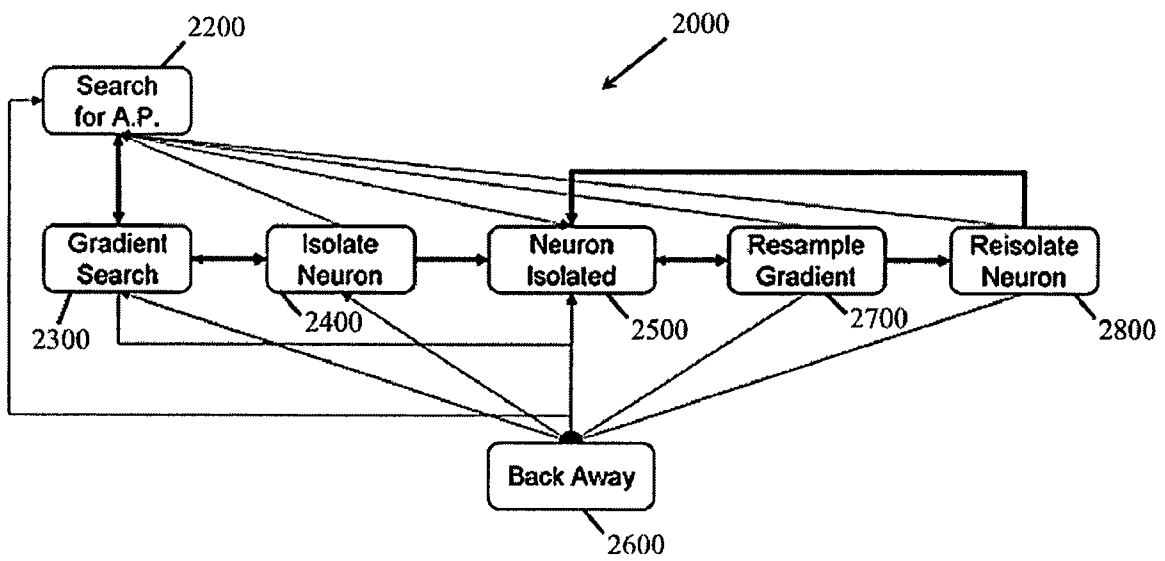 2200
2000
Search
for A.P.
Gradient
Search
Isolate
Neuron
Neuron
Isolated
Resample
Gradient
Reisolate
Neuron
2300
2400
2500
2700
2800
Back Away
2600